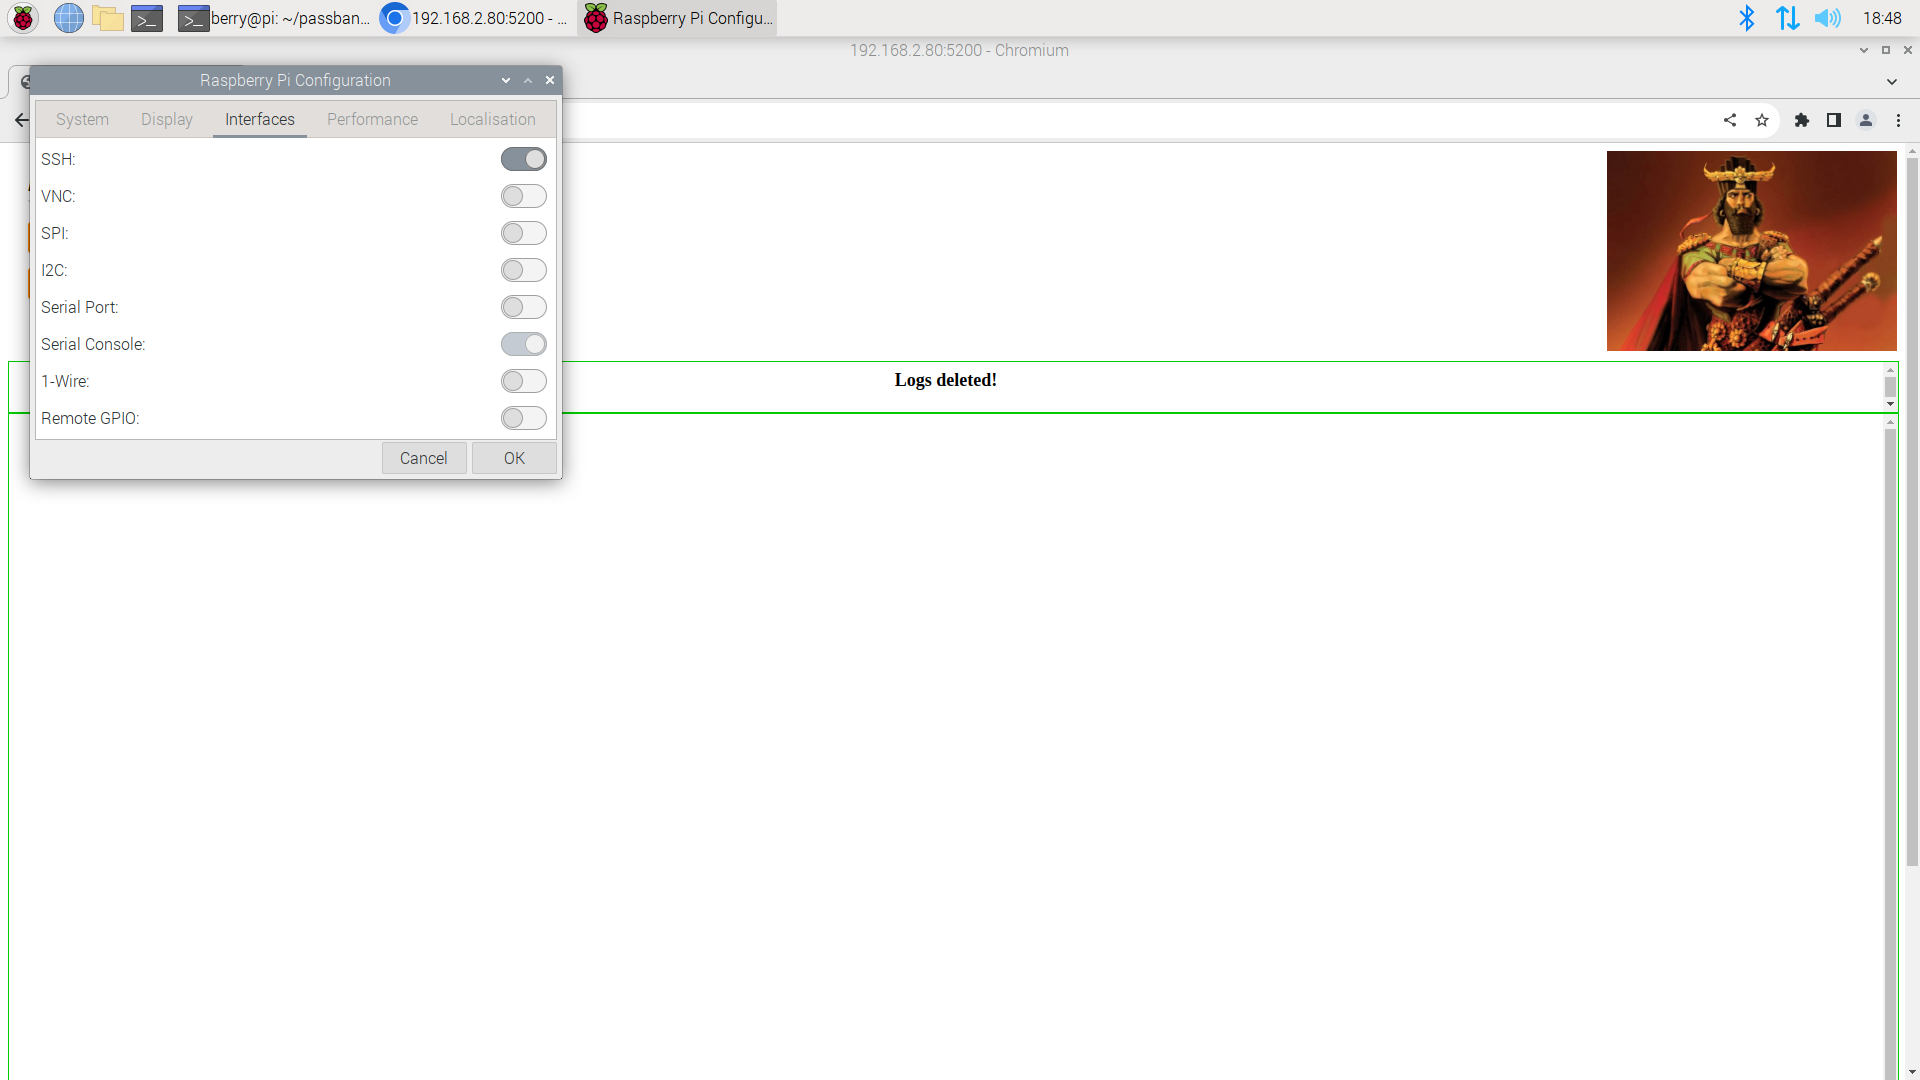 berry@pi: ~/passban...
192.168.2.80:5200 - ...
Raspberry Pi Configu...
18:48
192.168.2.80:5200 - Chromium
Raspberry Pi Configuration
System
Display
Interfaces
Performance
Localisation
SSH:
VNC:
SPI:
I2C:
Serial Port:
Serial Console:
1-Wire:
Remote GPIO:
Cancel
OK
Logs deleted!